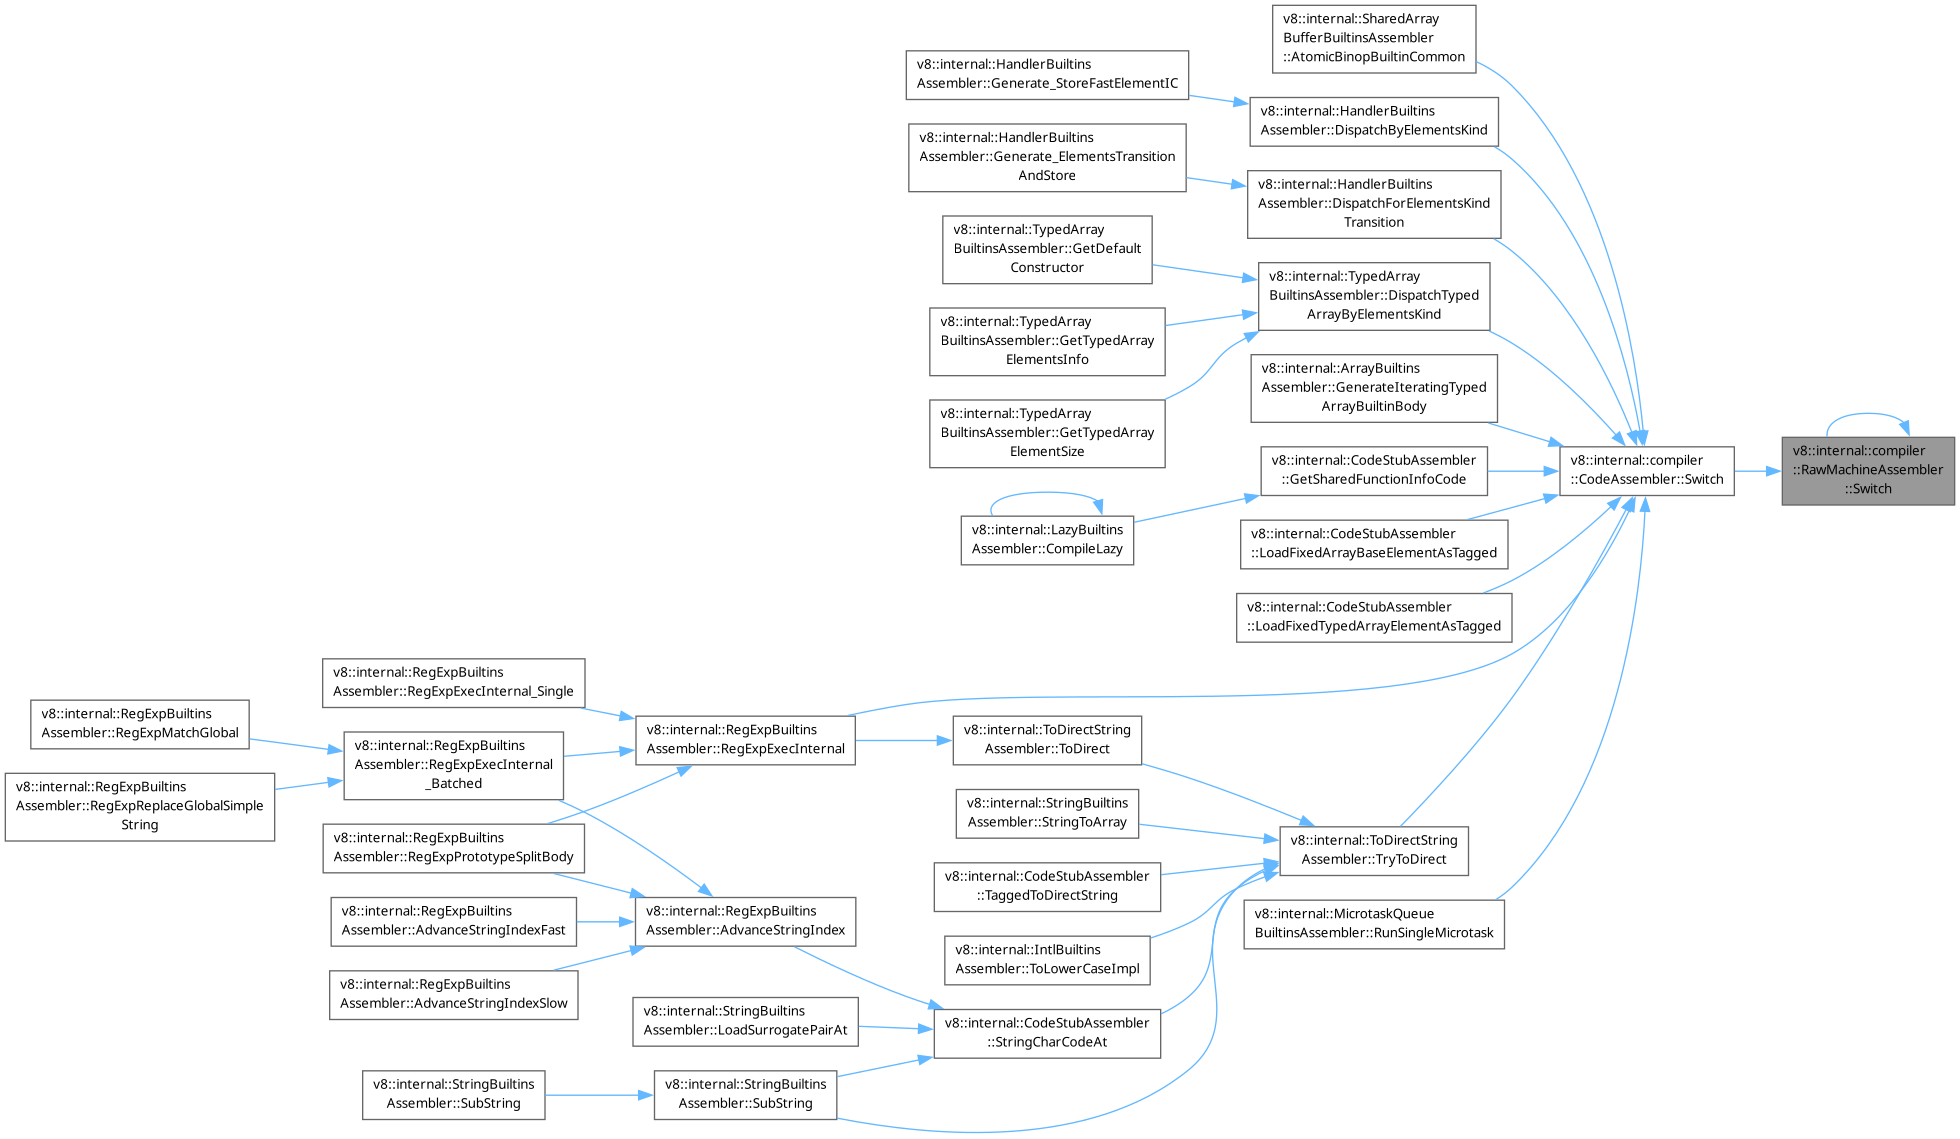 v8::internal::SharedArray
BufferBuiltinsAssembler
::AtomicBinopBuiltinCommon
v8::internal::HandlerBuiltins
Assembler::Generate_StoreFastElementIC
v8::internal::HandlerBuiltins
Assembler::DispatchByElementsKind
v8::internal::HandlerBuiltins
Assembler::Generate_ElementsTransition
AndStore
v8::internal::HandlerBuiltins
Assembler::DispatchForElementsKind
Transition
v8::internal::TypedArray
BuiltinsAssembler::GetDefault
Constructor
v8::internal::TypedArray
BuiltinsAssembler::DispatchTyped
ArrayByElementsKind
v8::internal::TypedArray
BuiltinsAssembler::GetTypedArray
ElementsInfo
v8::internal::ArrayBuiltins
Assembler::GenerateIteratingTyped
ArrayBuiltinBody
v8::internal::TypedArray
BuiltinsAssembler::GetTypedArray
ElementSize
v8::internal::CodeStubAssembler
::GetSharedFunctionInfoCode
v8::internal::compiler
::CodeAssembler::Switch
v8::internal::compiler
::RawMachineAssembler
::Switch
v8::internal::LazyBuiltins
Assembler::CompileLazy
v8::internal::CodeStubAssembler
::LoadFixedArrayBaseElementAsTagged
v8::internal::CodeStubAssembler
::LoadFixedTypedArrayElementAsTagged
v8::internal::RegExpBuiltins
Assembler::RegExpExecInternal_Single
v8::internal::RegExpBuiltins
Assembler::RegExpMatchGlobal
v8::internal::RegExpBuiltins
Assembler::RegExpExecInternal
_Batched
v8::internal::RegExpBuiltins
Assembler::RegExpExecInternal
v8::internal::ToDirectString
Assembler::ToDirect
v8::internal::RegExpBuiltins
Assembler::RegExpReplaceGlobalSimple
String
v8::internal::StringBuiltins
Assembler::StringToArray
v8::internal::RegExpBuiltins
Assembler::RegExpPrototypeSplitBody
v8::internal::ToDirectString
Assembler::TryToDirect
v8::internal::CodeStubAssembler
::TaggedToDirectString
v8::internal::RegExpBuiltins
Assembler::AdvanceStringIndexFast
v8::internal::RegExpBuiltins
Assembler::AdvanceStringIndex
v8::internal::MicrotaskQueue
BuiltinsAssembler::RunSingleMicrotask
v8::internal::IntlBuiltins
Assembler::ToLowerCaseImpl
v8::internal::RegExpBuiltins
Assembler::AdvanceStringIndexSlow
v8::internal::StringBuiltins
Assembler::LoadSurrogatePairAt
v8::internal::CodeStubAssembler
::StringCharCodeAt
v8::internal::StringBuiltins
Assembler::SubString
v8::internal::StringBuiltins
Assembler::SubString